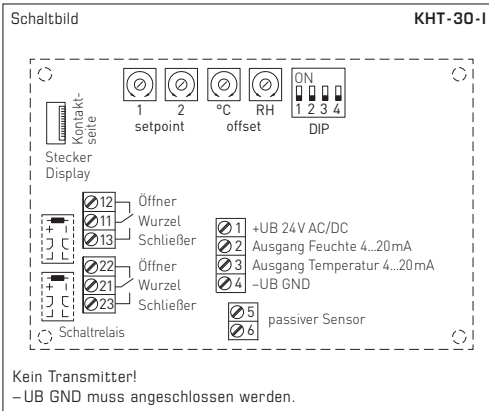 Schaltbild KHT-30-I
ON
1 2 °C RH 1 2 3 4
setpoint offset DIP
Kontakt-
seite
Stecker
Display
12 Öffner
11 Wurzel
13 Schließer
22 Öffner
21 Wurzel
23 Schließer
+ –
+ –
Schaltrelais
1 +UB 24V AC/DC
2 Ausgang Feuchte 4...20mA
3 Ausgang Temperatur 4...20mA
4 –UB GND
5 passiver Sensor
6
Kein Transmitter!
–UB GND muss angeschlossen werden.